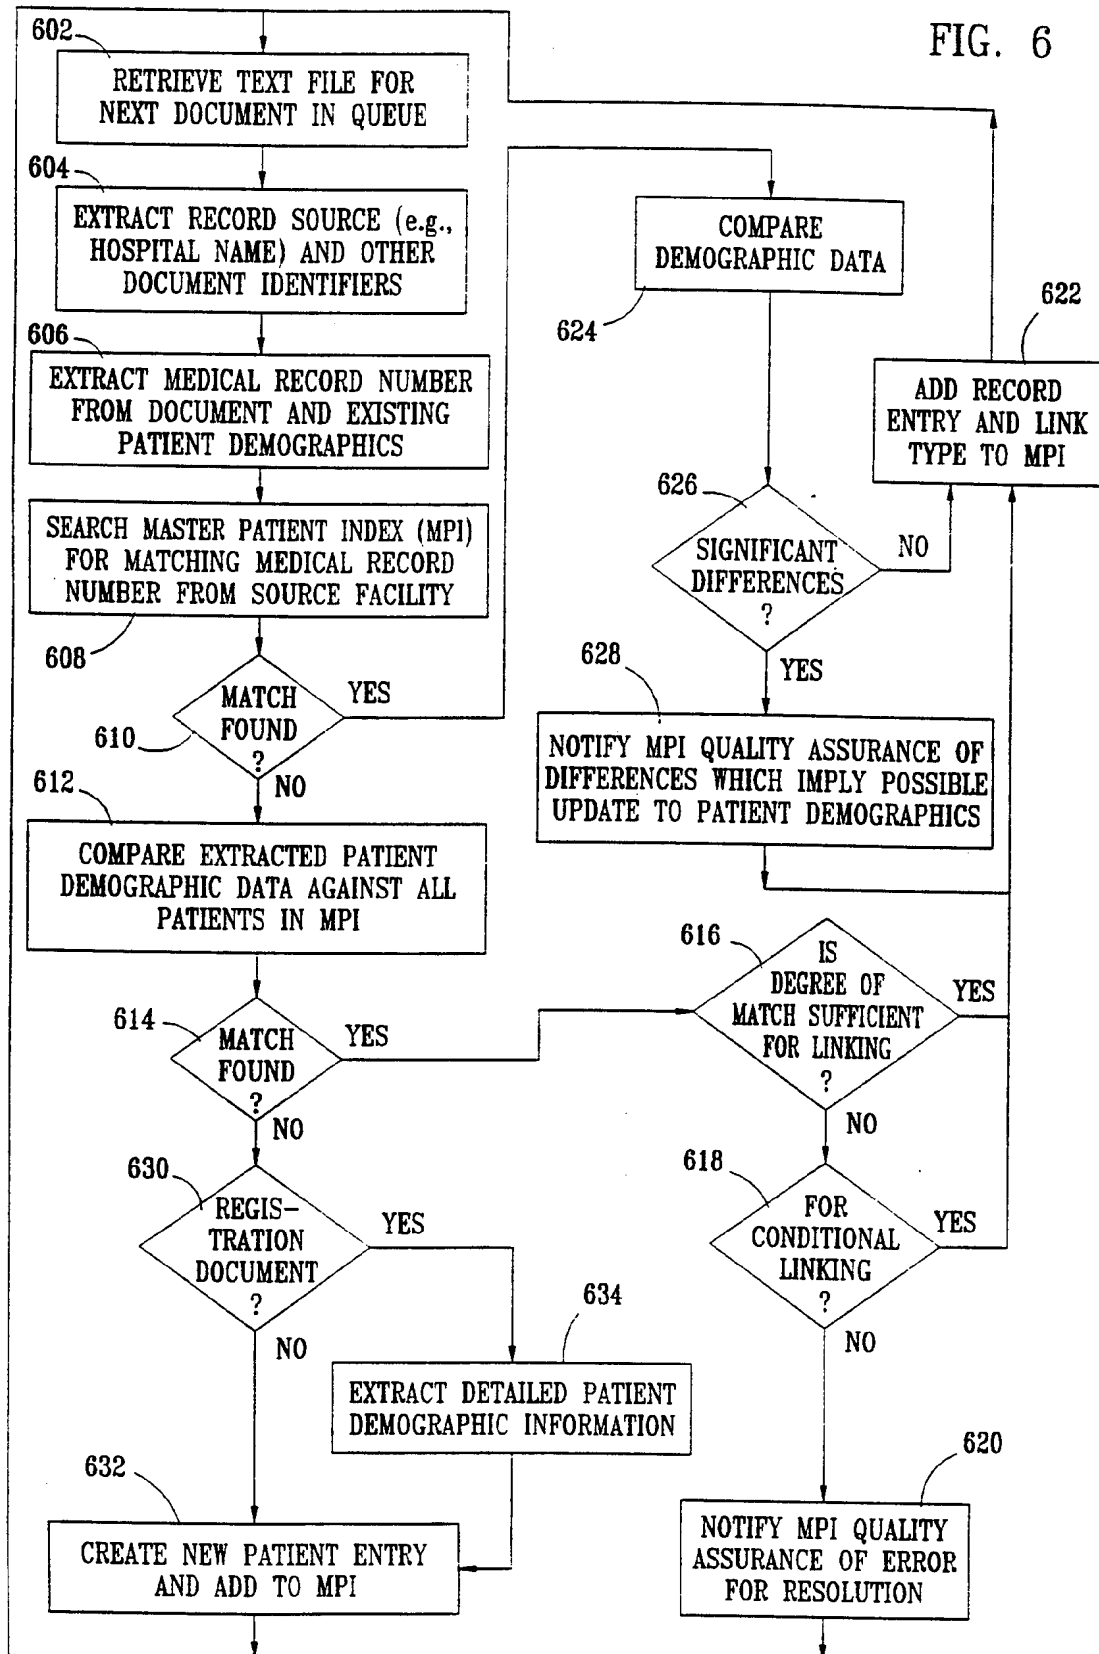 FIG. 6
602
RETRIEVE TEXT FILE FOR
NEXT DOCUMENT IN QUEUE
604
EXTRACT RECORD SOURCE (e.g.,
HOSPITAL NAME) AND OTHER
DOCUMENT IDENTIFIERS
606
EXTRACT MEDICAL RECORD NUMBER
FROM DOCUMENT AND EXISTING
PATIENT DEMOGRAPHICS
SEARCH MASTER PATIENT INDEX (MPI)
FOR MATCHING MEDICAL RECORD
NUMBER FROM SOURCE FACILITY
608
MATCH
FOUND
?
YES
610
NO
612
COMPARE EXTRACTED PATIENT
DEMOGRAPHIC DATA AGAINST ALL
PATIENTS IN MPI
614
MATCH
FOUND
?
YES
NO
630
REGIS-
TRATION
DOCUMENT
?
YES
NO
634
EXTRACT DETAILED PATIENT
DEMOGRAPHIC INFORMATION
632
CREATE NEW PATIENT ENTRY
AND ADD TO MPI
COMPARE
DEMOGRAPHIC DATA
624
622
ADD RECORD
ENTRY AND LINK
TYPE TO MPI
626
SIGNIFICANT
DIFFERENCES
?
NO
YES
628
NOTIFY MPI QUALITY ASSURANCE OF
DIFFERENCES WHICH IMPLY POSSIBLE
UPDATE TO PATIENT DEMOGRAPHICS
616
IS
DEGREE OF
MATCH SUFFICIENT
FOR LINKING
?
YES
NO
618
FOR
CONDITIONAL
LINKING
?
YES
NO
620
NOTIFY MPI QUALITY
ASSURANCE OF ERROR
FOR RESOLUTION